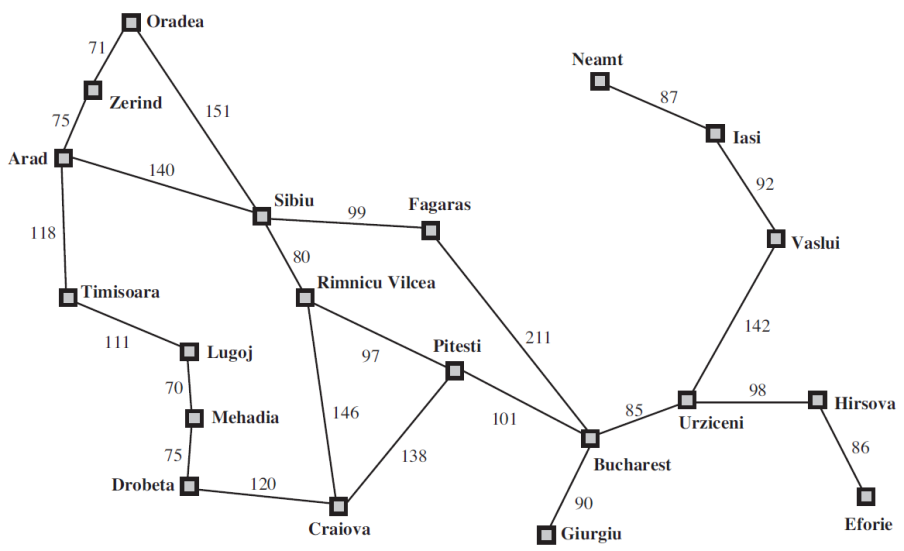 Oradea
71
Neamt
Zerind
87
151
75
Iasi
Arad
140
92
Sibiu
Fagaras
99
118
Vaslui
80
Timisoara
Rimnicu Vilcea
142
111
Lugoj
97
Pitesti
211
70
98
Hirsova
Mehadia
146
101
85
Urziceni
86
75
138
Bucharest
Drobeta
120
90
Craiova
Giurgiu
Eforie